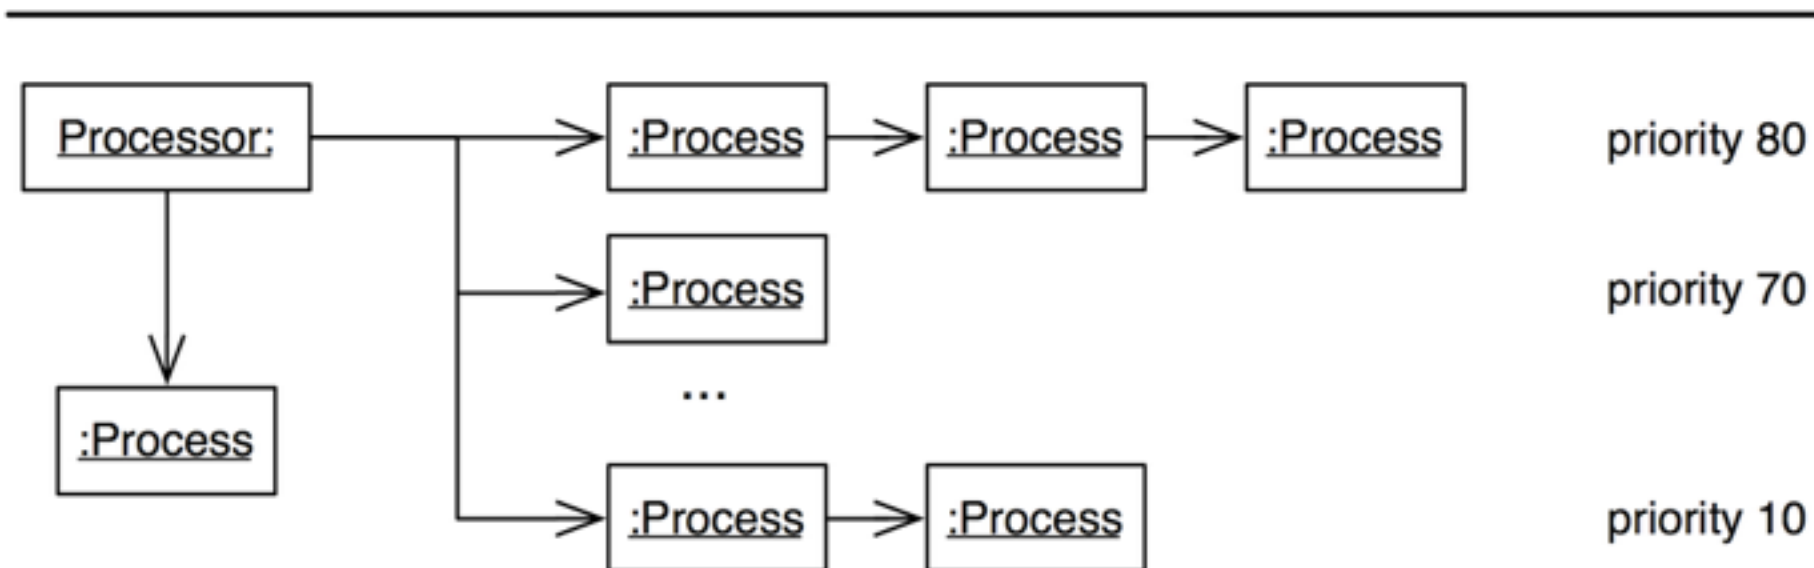 Processor:
:Process :Process :Process priority 80
:Process priority 70
...
:Process
:Process :Process priority 10